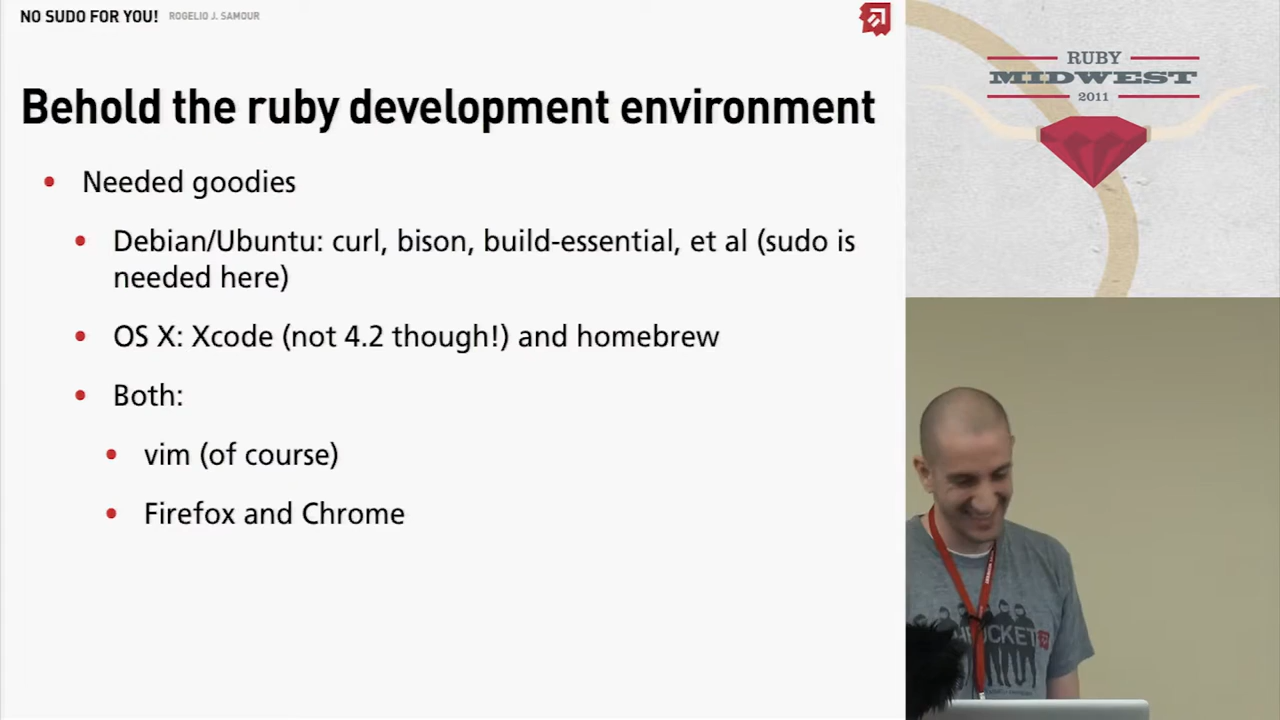 NO SUDO FOR YOU! ROGELIO J. SAMOUR
Behold the ruby development environment
Needed goodies
Debian/Ubuntu: curl, bison, build-essential, et al (sudo is
needed here)
OS X: Xcode (not 4.2 though!) and homebrew
Both:
vim (of course)
Firefox and Chrome
RUBY
MIDWEST
2011